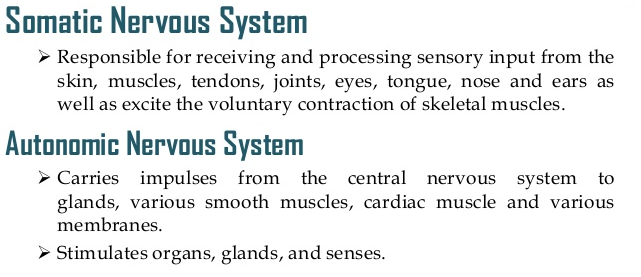 Somatic Nervous System
➢ Responsible for receiving and processing sensory input from the
skin, muscles, tendons, joints, eyes, tongue, nose and ears as
well as excite the voluntary contraction of skeletal muscles.
Autonomic Nervous System
➢ Carries impulses from the central nervous system to
glands, various smooth muscles, cardiac muscle and various
membranes.
➢ Stimulates organs, glands, and senses.